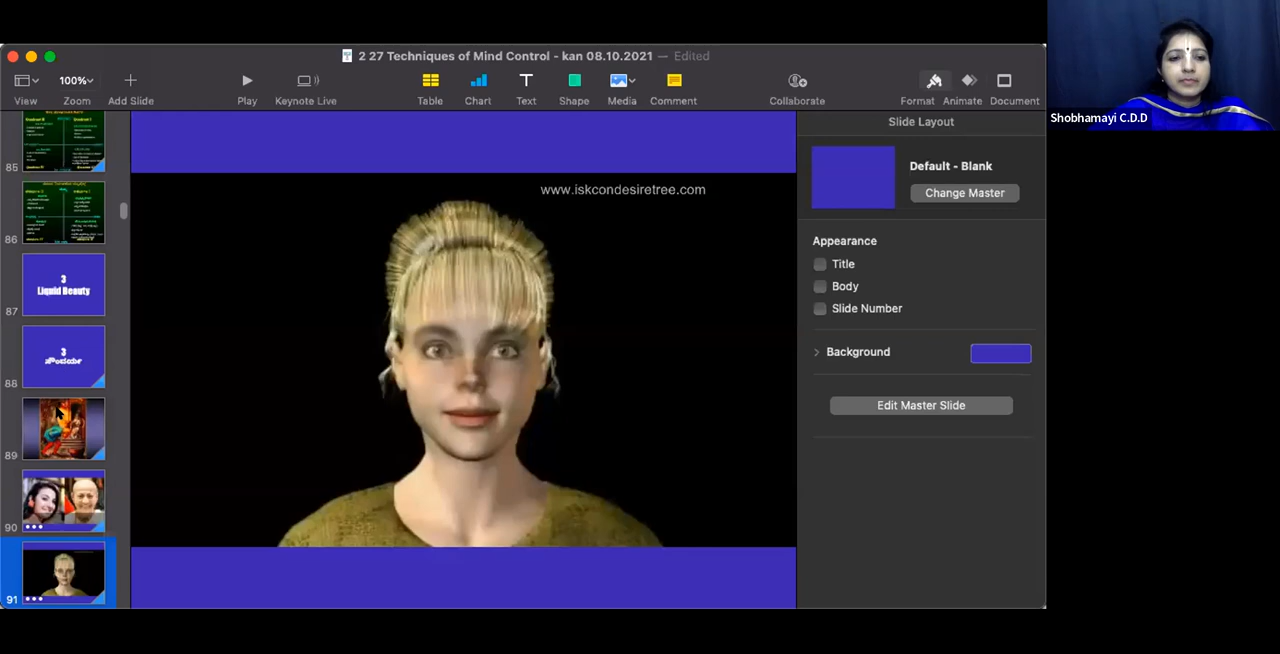 2 27 Techniques of Mind Control - kan 08.10.2021 — Edited
100%
View
Zoom
Add Slide
Play
Keynote Live
Table
Chart
Text
Shape
Media
Comment
Collaborate
Format
Animate
Document
85
86
87
3
Liquid Beauty
88
3
89
90
91
www.iskcondesiretree.com
Slide Layout
Default - Blank
Change Master
Appearance
Title
Body
Slide Number
Background
Edit Master Slide
Shobhamayi C.D.D